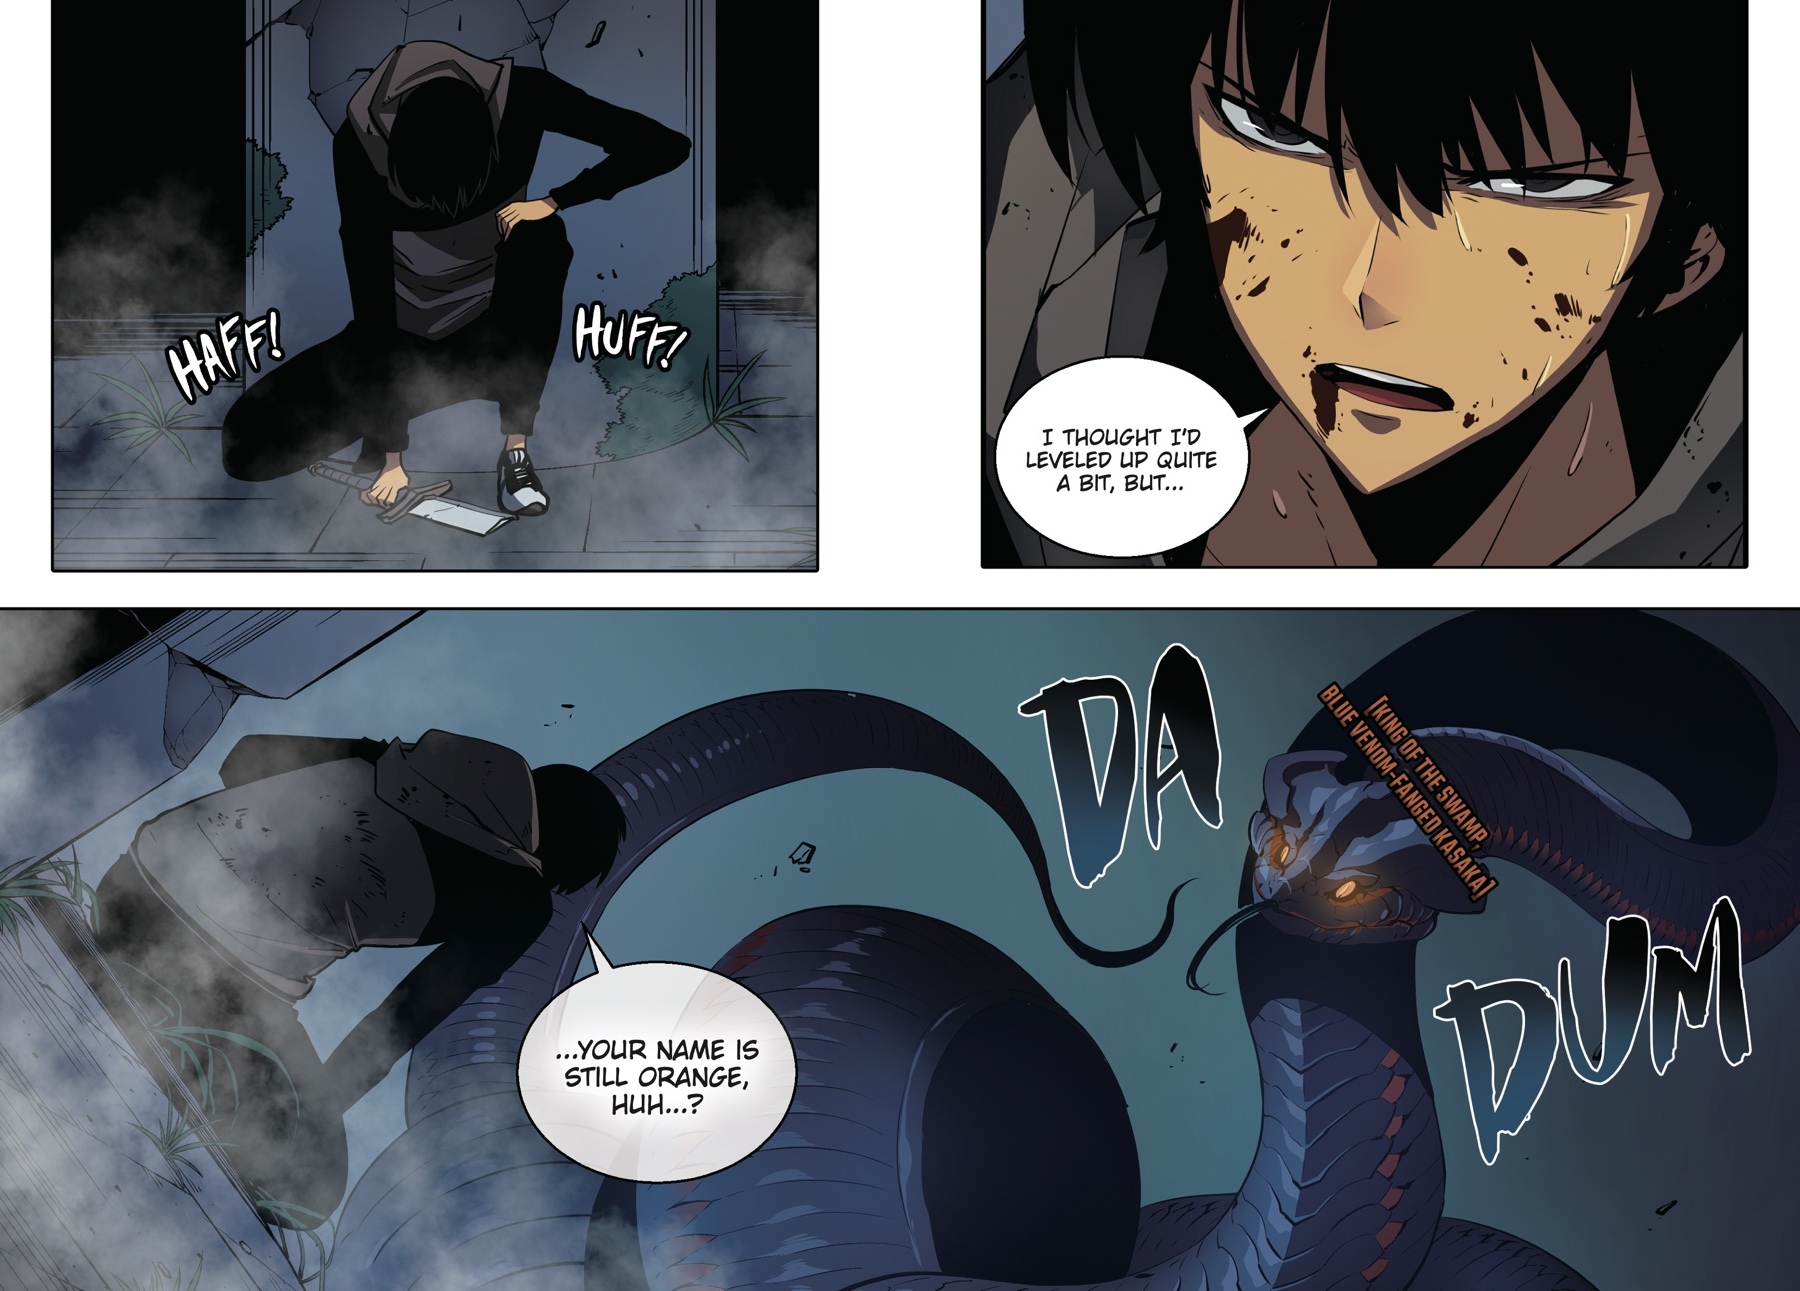 HAFF!
HUFF!
I THOUGHT I'D
LEVELED UP QUITE
A BIT, BUT...
DA
[KING OF THE SWAMP,
BLUE VENOM-FANGED KASAKA]
DUM
...YOUR NAME IS
STILL ORANGE,
HUH...?